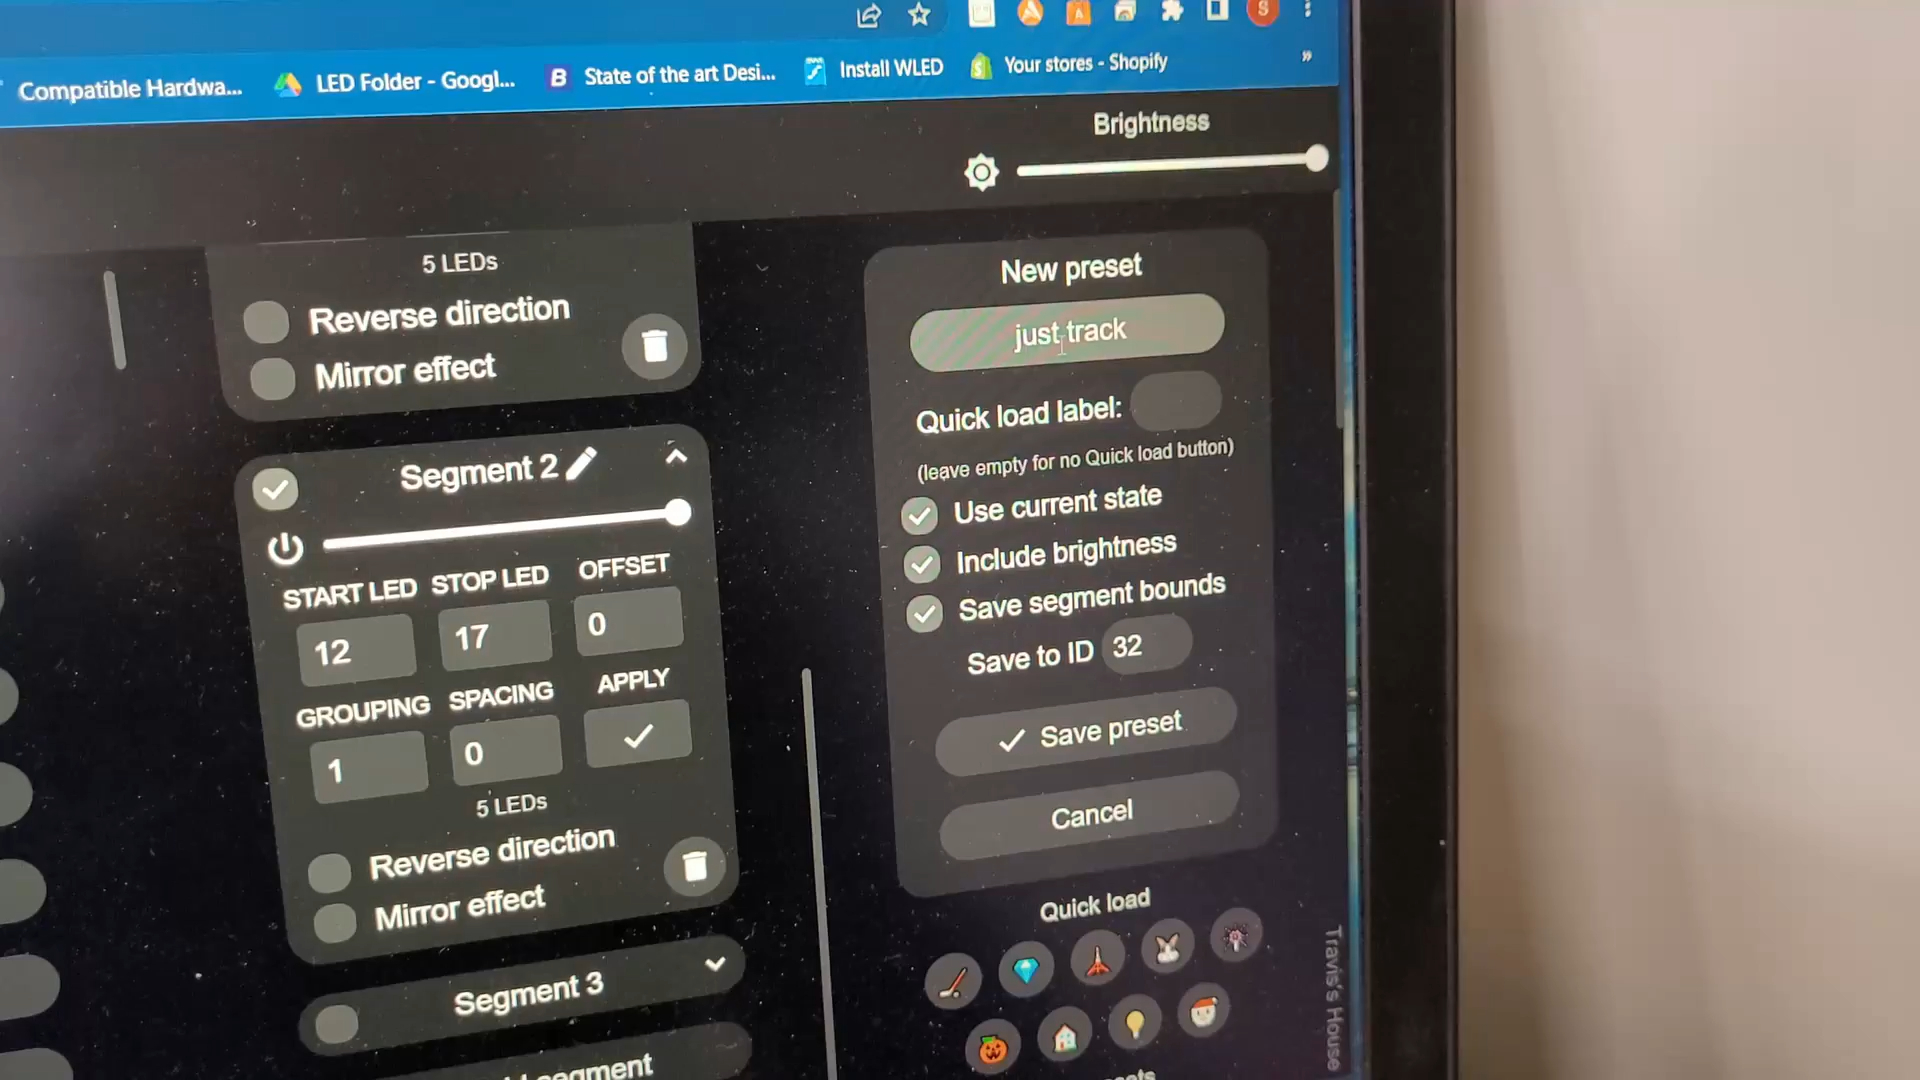 Compatible Hardwa...
LED Folder - Googl...
B State of the art Desi...
Install WLED
Your stores - Shopify
»
S
A
Brightness
5 LEDs
Reverse direction
Mirror effect
Segment 2
START LED STOP LED OFFSET
12 17 0
GROUPING SPACING APPLY
1 0
5 LEDs
Reverse direction
Mirror effect
Segment 3
segment
New preset
just track
Quick load label:
(leave empty for no Quick load button)
Use current state
Include brightness
Save segment bounds
Save to ID 32
Save preset
Cancel
Quick load
Travis's House